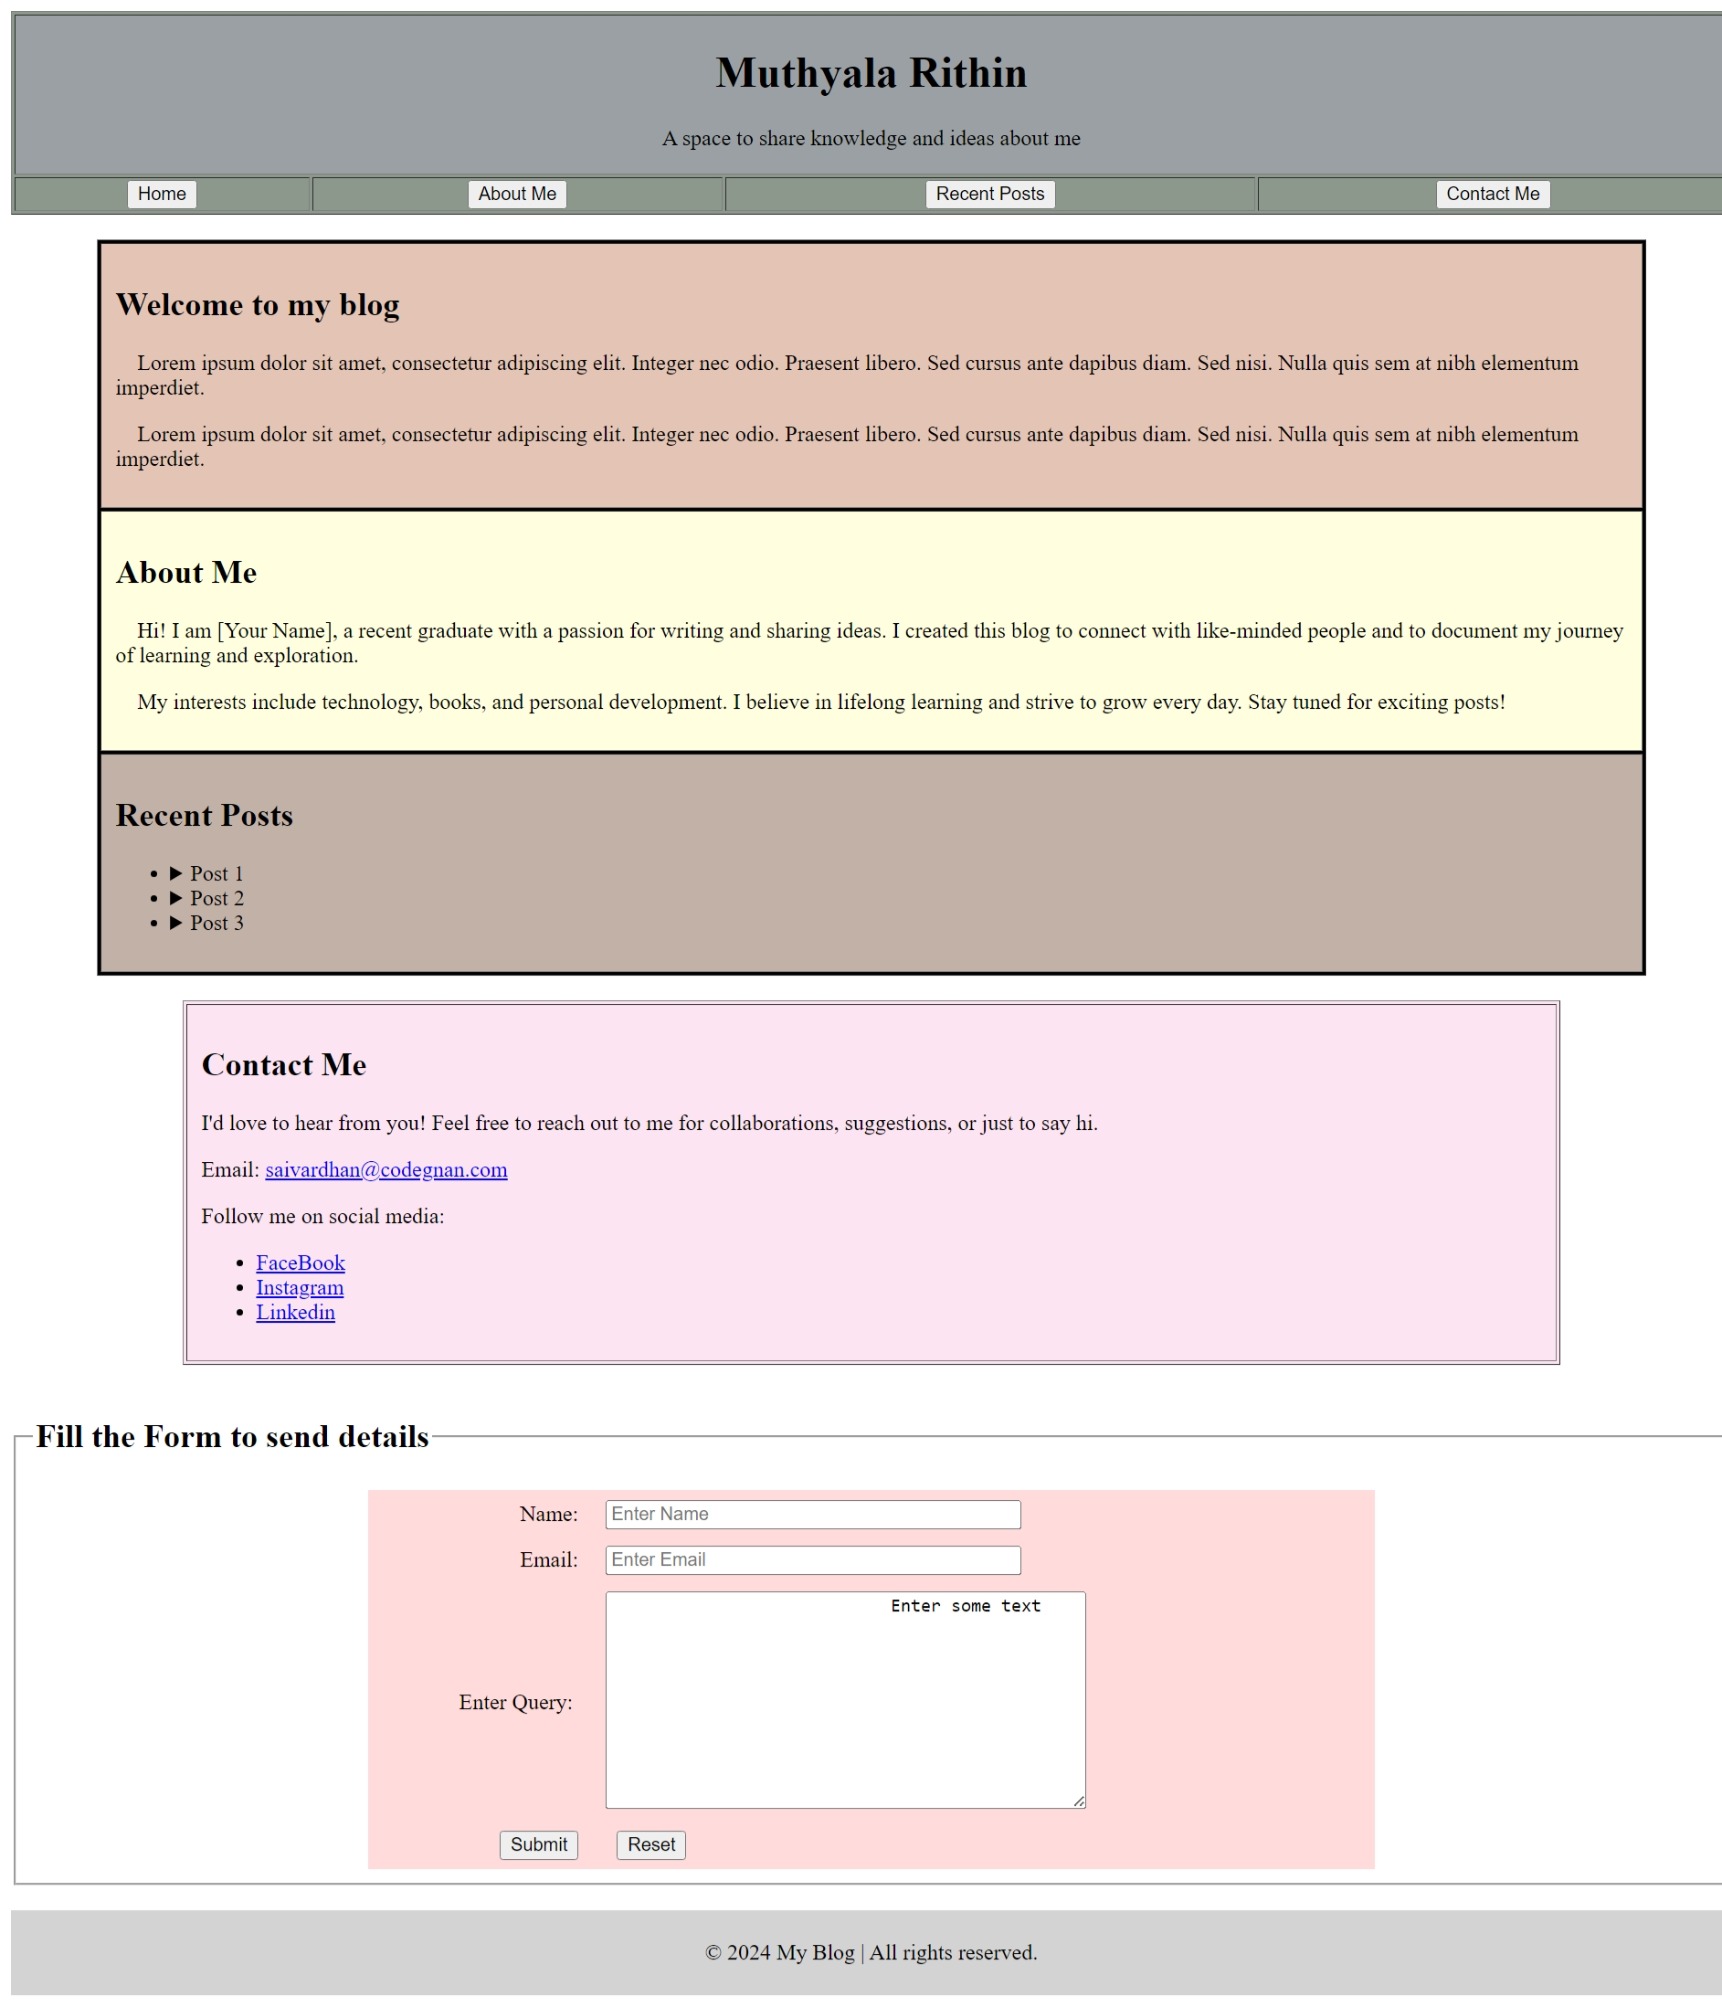 Muthyala Rithin
A space to share knowledge and ideas about me
Home About Me Recent Posts Contact Me
Welcome to my blog
Lorem ipsum dolor sit amet, consectetur adipiscing elit. Integer nec odio. Praesent libero. Sed cursus ante dapibus diam. Sed nisi. Nulla quis sem at nibh elementum
imperdiet.
Lorem ipsum dolor sit amet, consectetur adipiscing elit. Integer nec odio. Praesent libero. Sed cursus ante dapibus diam. Sed nisi. Nulla quis sem at nibh elementum
imperdiet.
About Me
Hi! I am [Your Name], a recent graduate with a passion for writing and sharing ideas. I created this blog to connect with like-minded people and to document my journey
of learning and exploration.
My interests include technology, books, and personal development. I believe in lifelong learning and strive to grow every day. Stay tuned for exciting posts!
Recent Posts
Post 1
Post 2
Post 3
Contact Me
I'd love to hear from you! Feel free to reach out to me for collaborations, suggestions, or just to say hi.
Email: saivardhan@codegnan.com
Follow me on social media:
FaceBook
Instagram
Linkedin
Fill the Form to send details
Name: Enter Name
Email: Enter Email
Enter some text
Enter Query:
Submit Reset
© 2024 My Blog | All rights reserved.